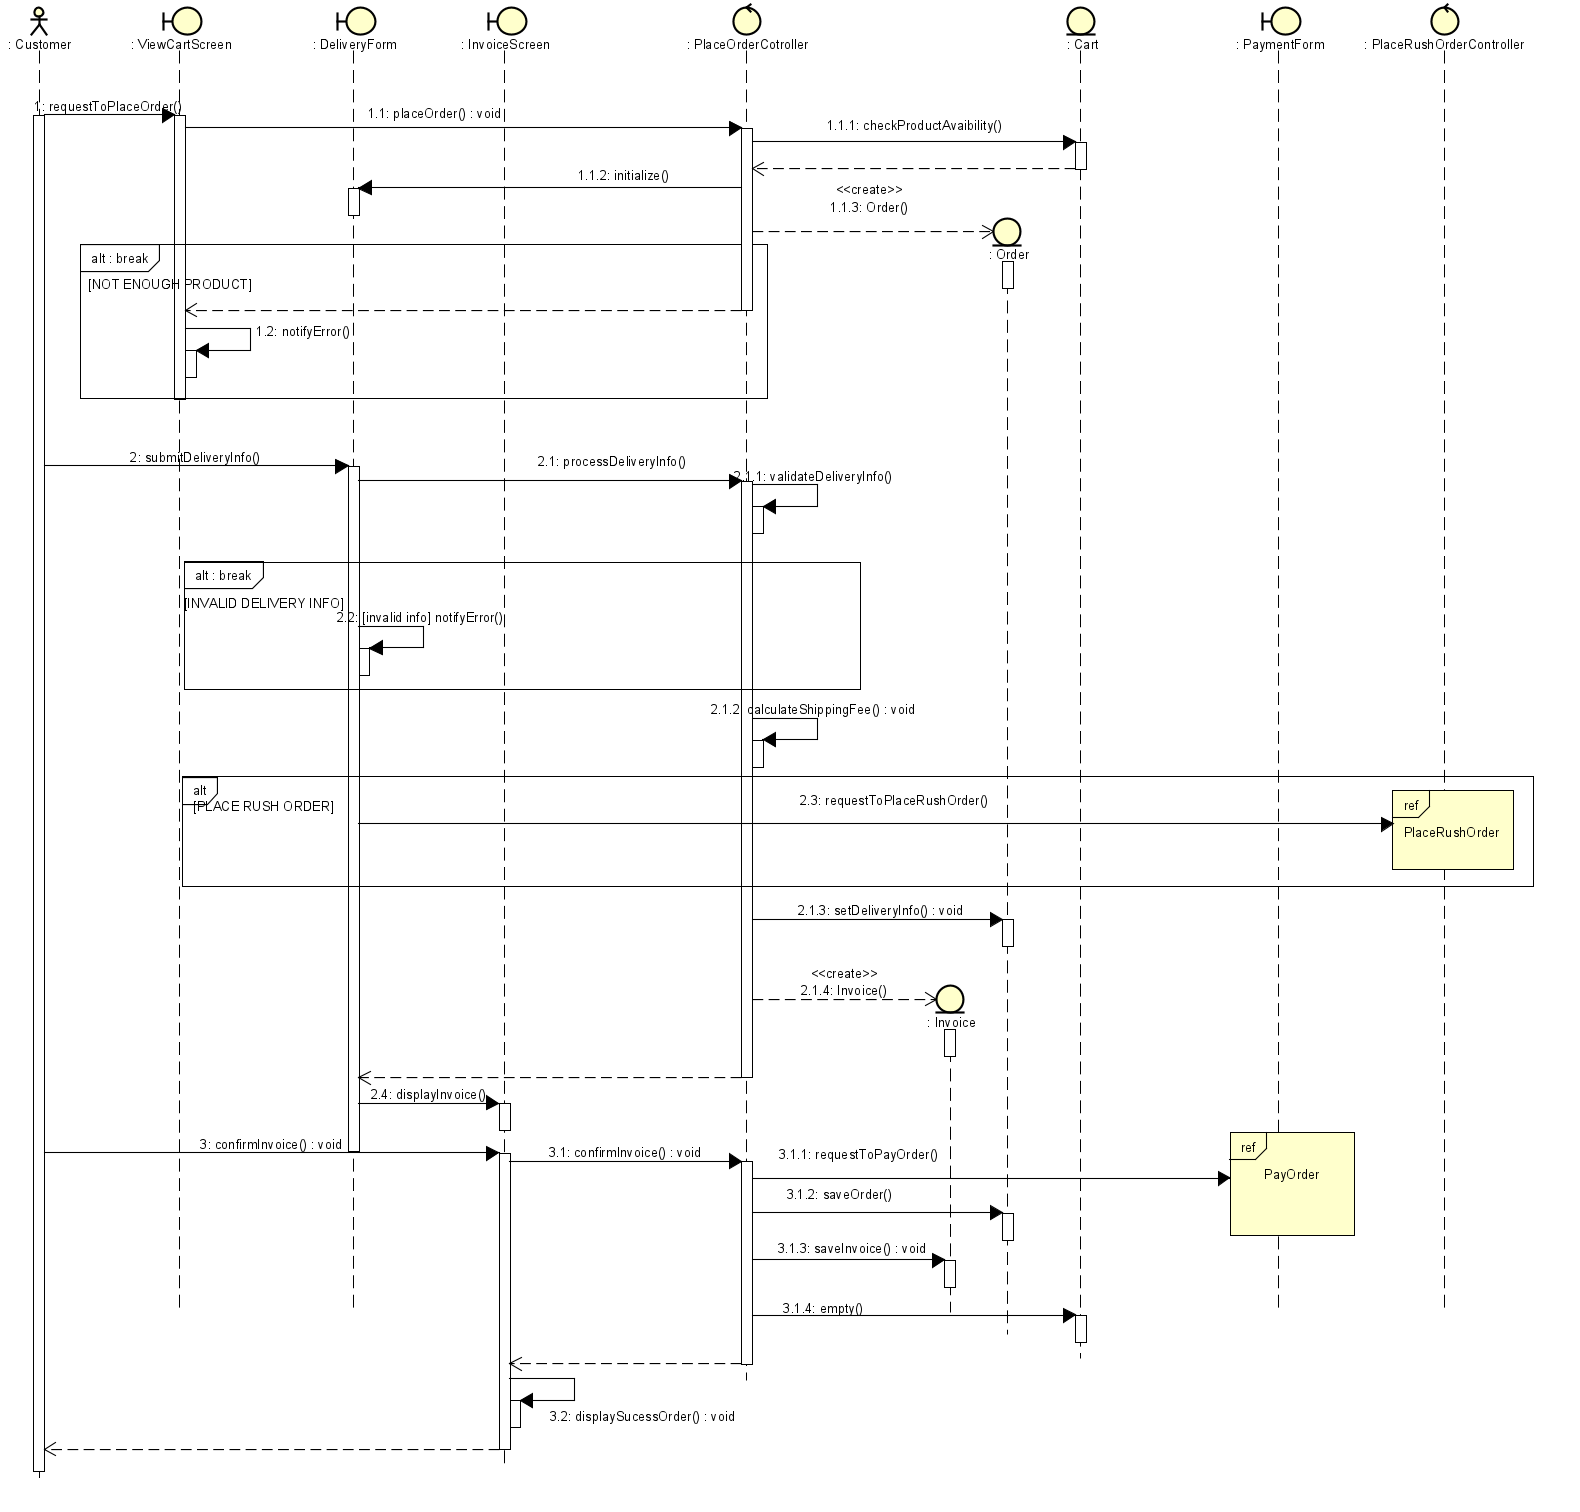 : Customer
: ViewCartScreen
: DeliveryForm
: InvoiceScreen
: PlaceOrderCotroller
: Cart
: PaymentForm
: PlaceRushOrderController
1: requestToPlaceOrder()
1.1: placeOrder() : void
1.1.1: checkProductAvaibility()
1.1.2: initialize()
<<create>>
1.1.3: Order()
: Order
alt : break
[NOT ENOUGH PRODUCT]
1.2: notifyError()
2: submitDeliveryInfo()
2.1: processDeliveryInfo()
2.1.1: validateDeliveryInfo()
alt : break
[INVALID DELIVERY INFO]
2.2: [invalid info] notifyError()
2.1.2: calculateShippingFee() : void
alt
[PLACE RUSH ORDER]
2.3: requestToPlaceRushOrder()
ref
PlaceRushOrder
2.1.3: setDeliveryInfo() : void
<<create>>
2.1.4: Invoice()
: Invoice
2.4: displayInvoice()
3: confirmInvoice() : void
3.1: confirmInvoice() : void
3.1.1: requestToPayOrder()
ref
PayOrder
3.1.2: saveOrder()
3.1.3: saveInvoice() : void
3.1.4: empty()
3.2: displaySucessOrder() : void